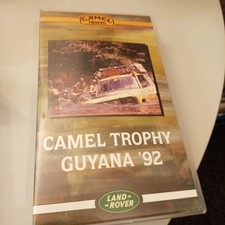 CAMEL
TROPHY
CAMEL TROPHY
GUYANA '92
LAND-
-ROVER